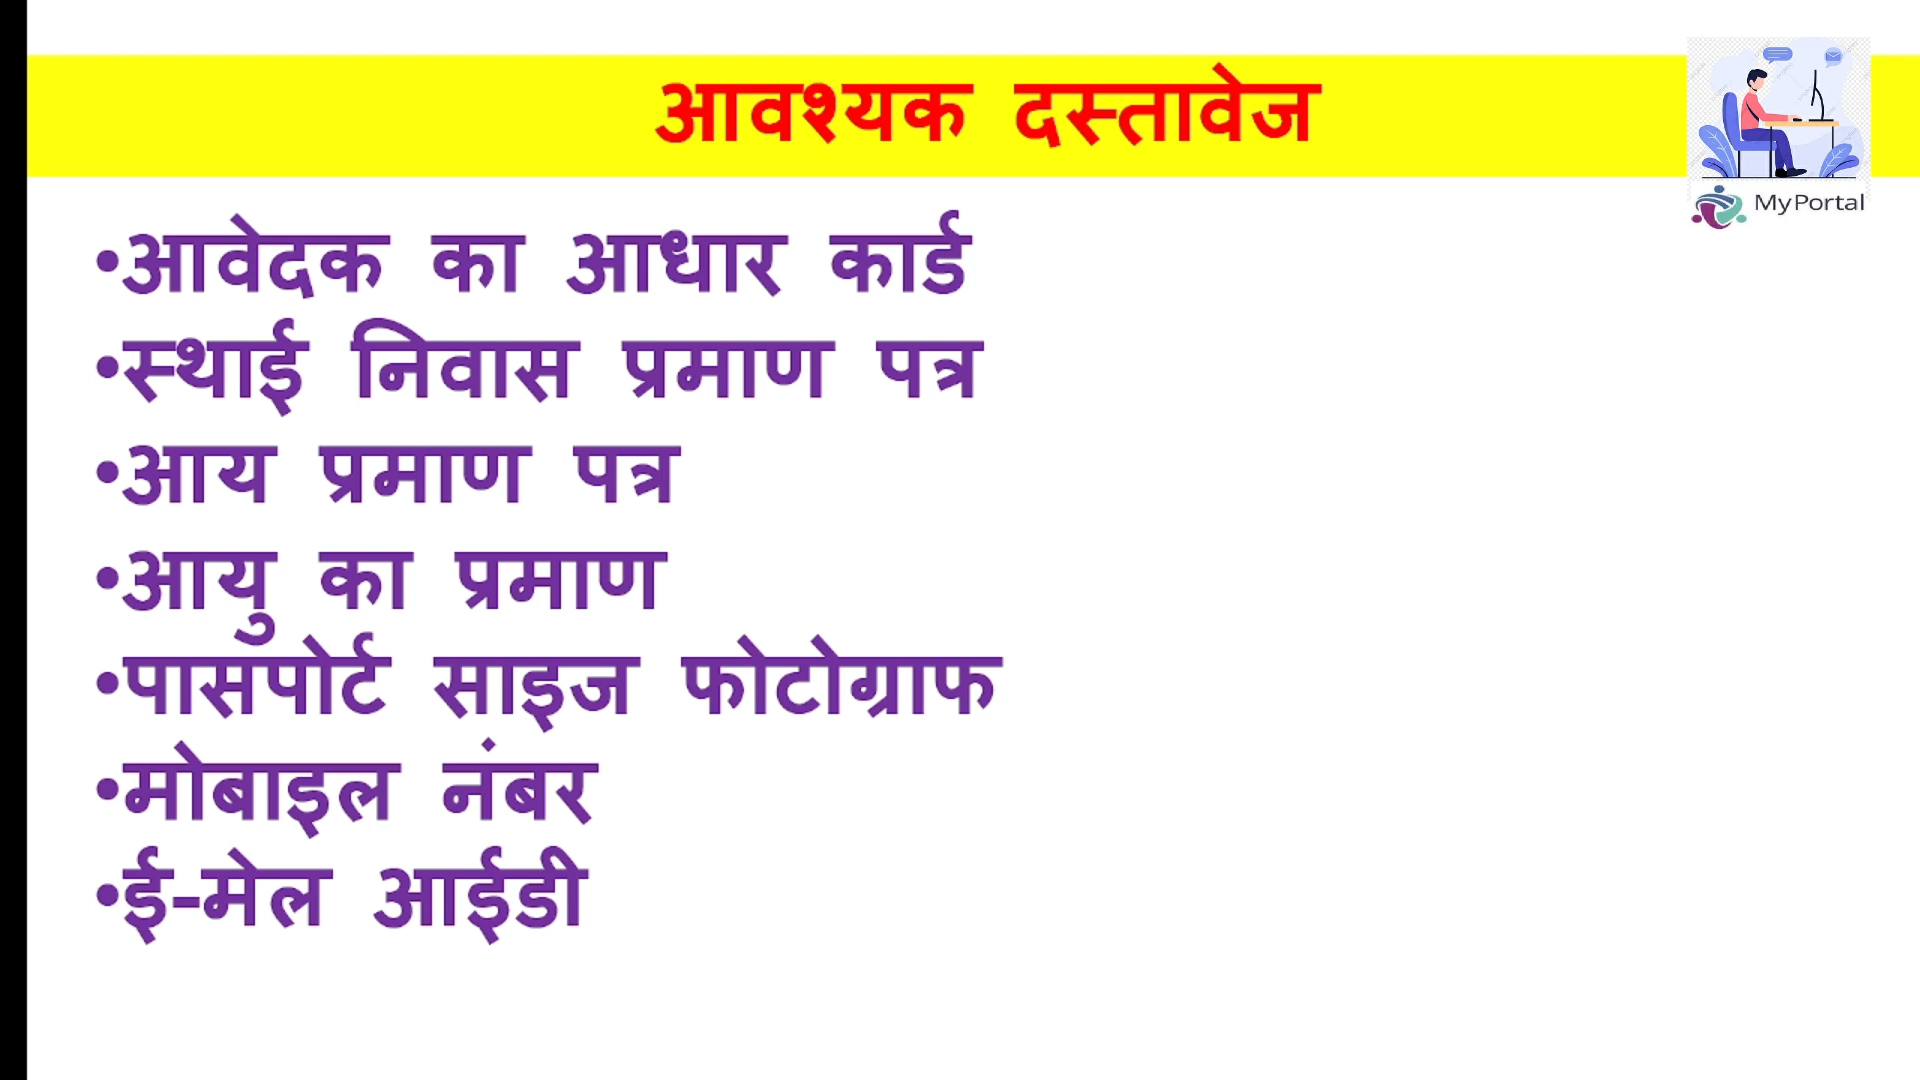 आवश्यक दस्तावेज
MyPortal
•आवेदक का आधार कार्ड
•स्थाई निवास प्रमाण पत्र
•आय प्रमाण पत्र
•आयु का प्रमाण
•पासपोर्ट साइज फोटोग्राफ
•मोबाइल नंबर
•ई-मेल आईडी